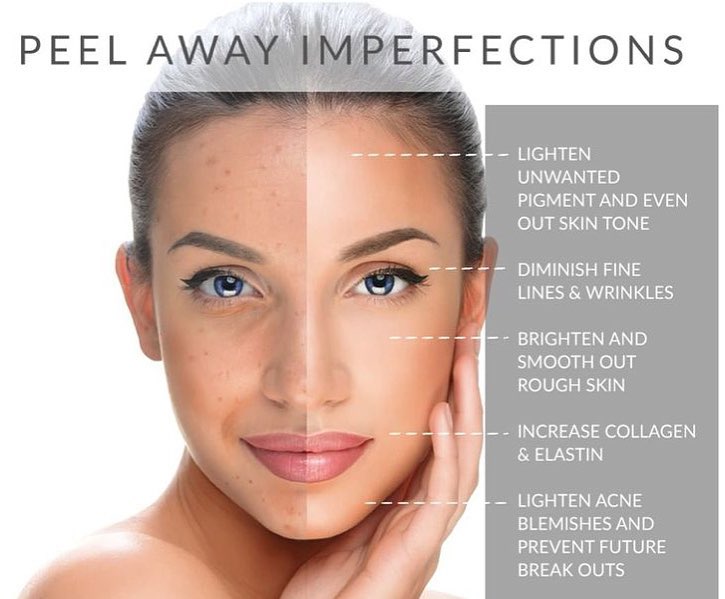 PEEL AWAY IMPERFECTIONS
LIGHTEN
UNWANTED
PIGMENT AND EVEN
OUT SKIN TONE
DIMINISH FINE
LINES & WRINKLES
BRIGHTEN AND
SMOOTH OUT
ROUGH SKIN
INCREASE COLLAGEN
& ELASTIN
LIGHTEN ACNE
BLEMISHES AND
PREVENT FUTURE
BREAK OUTS